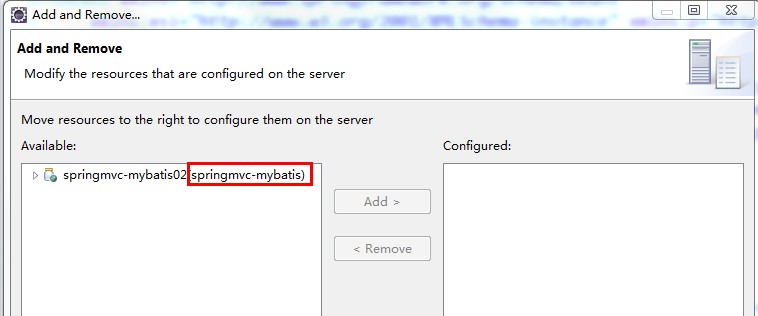 Add and Remove...
Add and Remove
Modify the resources that are configured on the server
Move resources to the right to configure them on the server
Available:
Configured:
springmvc-mybatis02(springmvc-mybatis)
Add >
< Remove